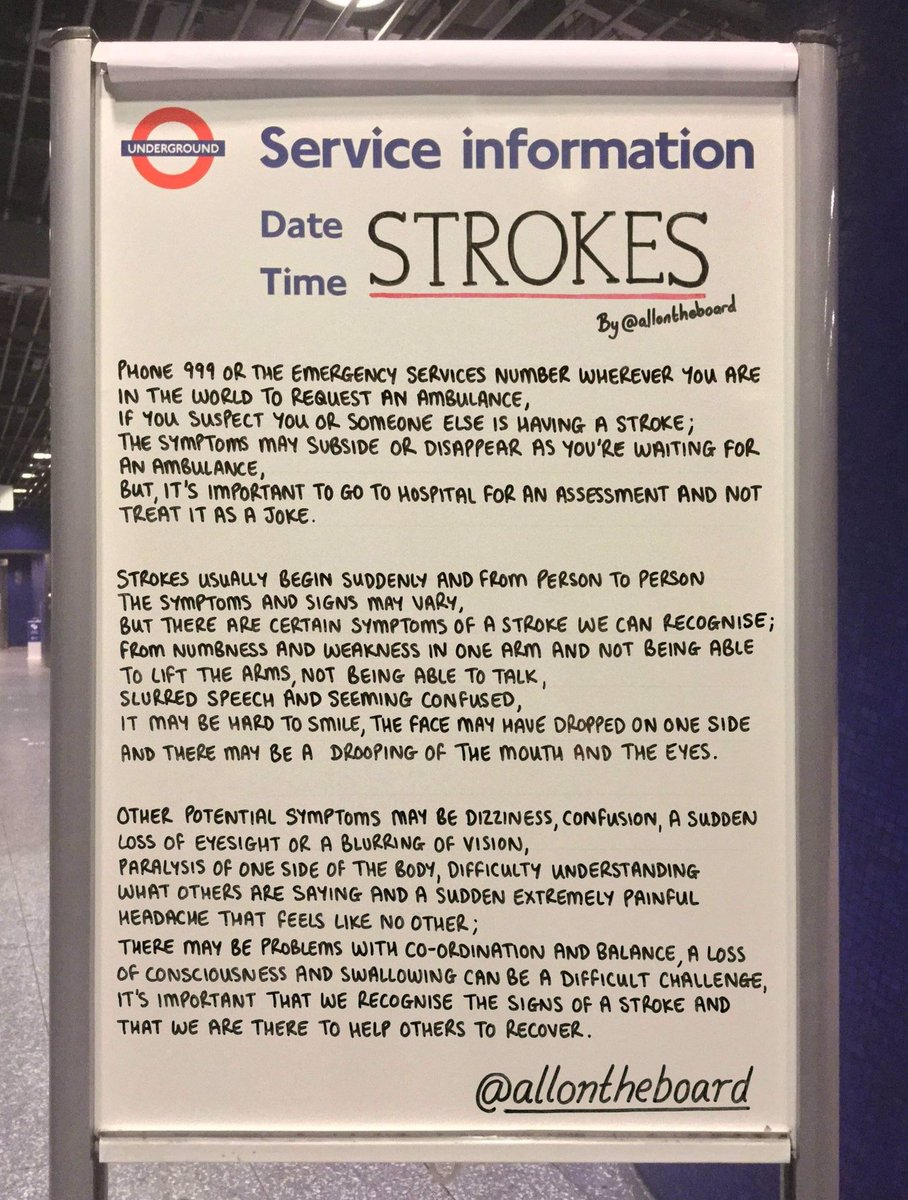 UNDERGROUND
Service information
Date
Time
STROKES
By @allontheboard
PHONE 999 OR THE EMERGENCY SERVICES NUMBER WHEREVER YOU ARE
IN THE WORLD TO REQUEST AN AMBULANCE,
IF YOU SUSPECT YOU OR SOMEONE ELSE IS HAVING A STROKE;
THE SYMPTOMS MAY SUBSIDE OR DISAPPEAR AS YOU'RE WAITING FOR
AN AMBULANCE,
BUT, IT'S IMPORTANT TO GO TO HOSPITAL FOR AN ASSESSMENT AND NOT
TREAT IT AS A JOKE.
STROKES USUALLY BEGIN SUDDENLY AND FROM PERSON TO PERSON
THE SYMPTOMS AND SIGNS MAY VARY,
BUT THERE ARE CERTAIN SYMPTOMS OF A STROKE WE CAN RECOGNISE;
FROM NUMBNESS AND WEAKNESS IN ONE ARM AND NOT BEING ABLE
TO LIFT THE ARMS, NOT BEING ABLE TO TALK,
SLURRED SPEECH AND SEEMING CONFUSED,
IT MAY BE HARD TO SMILE, THE FACE MAY HAVE DROPPED ON ONE SIDE
AND THERE MAY BE A DROOPING OF THE MOUTH AND THE EYES.
OTHER POTENTIAL SYMPTOMS MAY BE DIZZINESS, CONFUSION, A SUDDEN
LOSS OF EYESIGHT OR A BLURRING OF VISION,
PARALYSIS OF ONE SIDE OF THE BODY, DIFFICULTY UNDERSTANDING
WHAT OTHERS ARE SAYING AND A SUDDEN EXTREMELY PAINFUL
HEADACHE THAT FEELS LIKE NO OTHER;
THERE MAY BE PROBLEMS WITH CO-ORDINATION AND BALANCE, A LOSS
OF CONSCIOUSNESS AND SWALLOWING CAN BE A DIFFICULT CHALLENGE,
IT'S IMPORTANT THAT WE RECOGNISE THE SIGNS OF A STROKE AND
THAT WE ARE THERE TO HELP OTHERS TO RECOVER.
@allontheboard